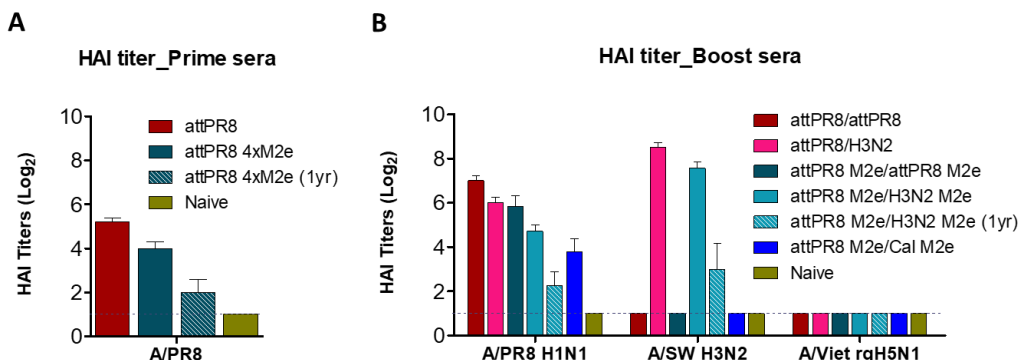 A
HAI titer_Prime sera
HAI Titers (Log2)
10
8
6
4
2
0
attPR8
attPR8 4xM2e
attPR8 4xM2e (1yr)
Naive
A/PR8
B
HAI titer_Boost sera
HAI Titers (Log2)
10
8
6
4
2
0
attPR8/attPR8
attPR8/H3N2
attPR8 M2e/attPR8 M2e
attPR8 M2e/H3N2 M2e
attPR8 M2e/H3N2 M2e (1yr)
attPR8 M2e/Cal M2e
Naive
A/PR8 H1N1
A/SW H3N2
A/Viet rgH5N1